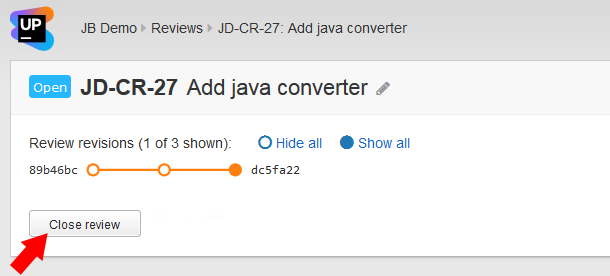 UP
JB Demo Reviews JD-CR-27: Add java converter
Open JD-CR-27 Add java converter
Review revisions (1 of 3 shown): Hide all Show all
89b46bc dc5fa22
Close review